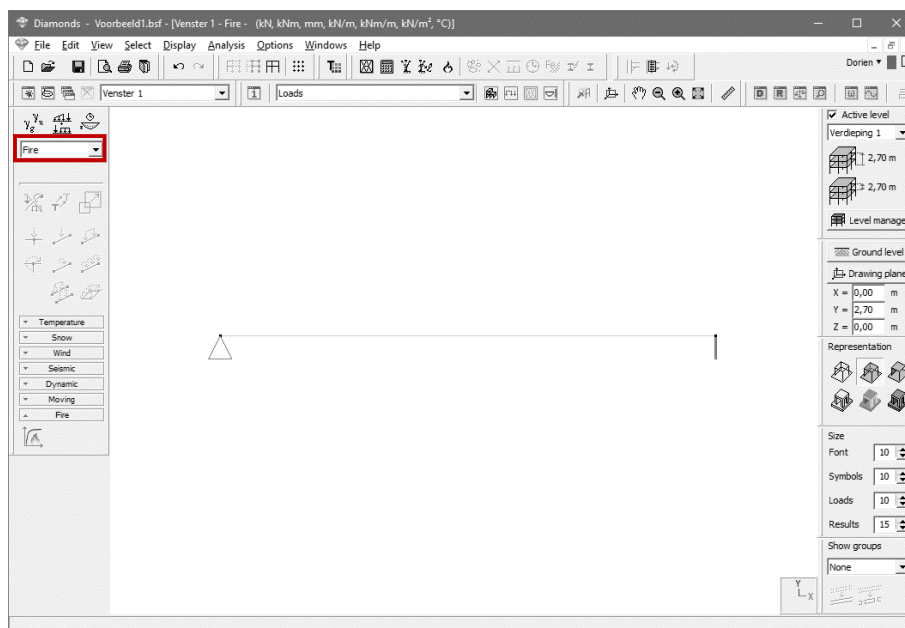 Diamonds - Voorbeeld1.bsf - [Venster 1 - Fire - (kN, kNm, mm, kN/m, kNm/m, kN/m², °C)]
File Edit View Select Display Analysis Options Windows Help
Dorien
Venster 1
Loads
Fire
Temperature
Snow
Wind
Seismic
Dynamic
Moving
Fire
Active level
Verdieping 1
2,70 m
2,70 m
Level manage
Ground level
Drawing plane
X = 0,00 m
Y = 2,70 m
Z = 0,00 m
Representation
Size
Font 10
Symbols 10
Loads 10
Results 15
Show groups
None
Y
X